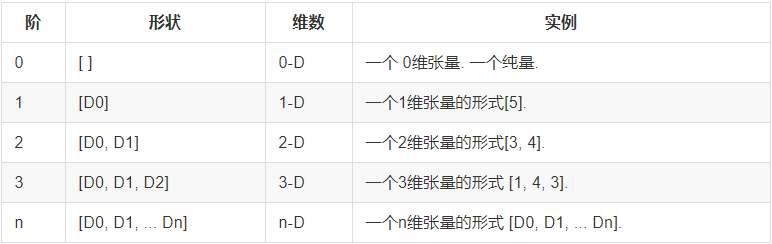 阶 形状 维数 实例
0 [ ] 0-D 一个 0维张量. 一个纯量.
1 [D0] 1-D 一个1维张量的形式[5].
2 [D0, D1] 2-D 一个2维张量的形式[3, 4].
3 [D0, D1, D2] 3-D 一个3维张量的形式 [1, 4, 3].
n [D0, D1, ... Dn] n-D 一个n维张量的形式 [D0, D1, ... Dn].